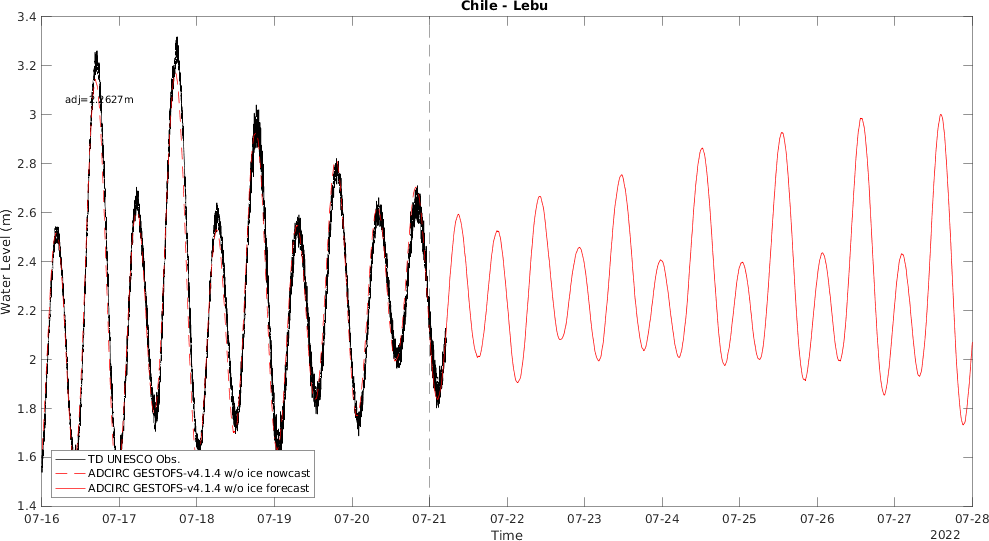 Chile - Lebu
3.4
3.2
3
2.8
2.6
2.4
2.2
2
1.8
1.6
1.4
Water Level (m)
adj=2.2627m
TD UNESCO Obs.
ADCIRC GESTOFS-v4.1.4 w/o ice nowcast
ADCIRC GESTOFS-v4.1.4 w/o ice forecast
07-16 07-17 07-18 07-19 07-20 07-21 07-22 07-23 07-24 07-25 07-26 07-27 07-28
Time
2022